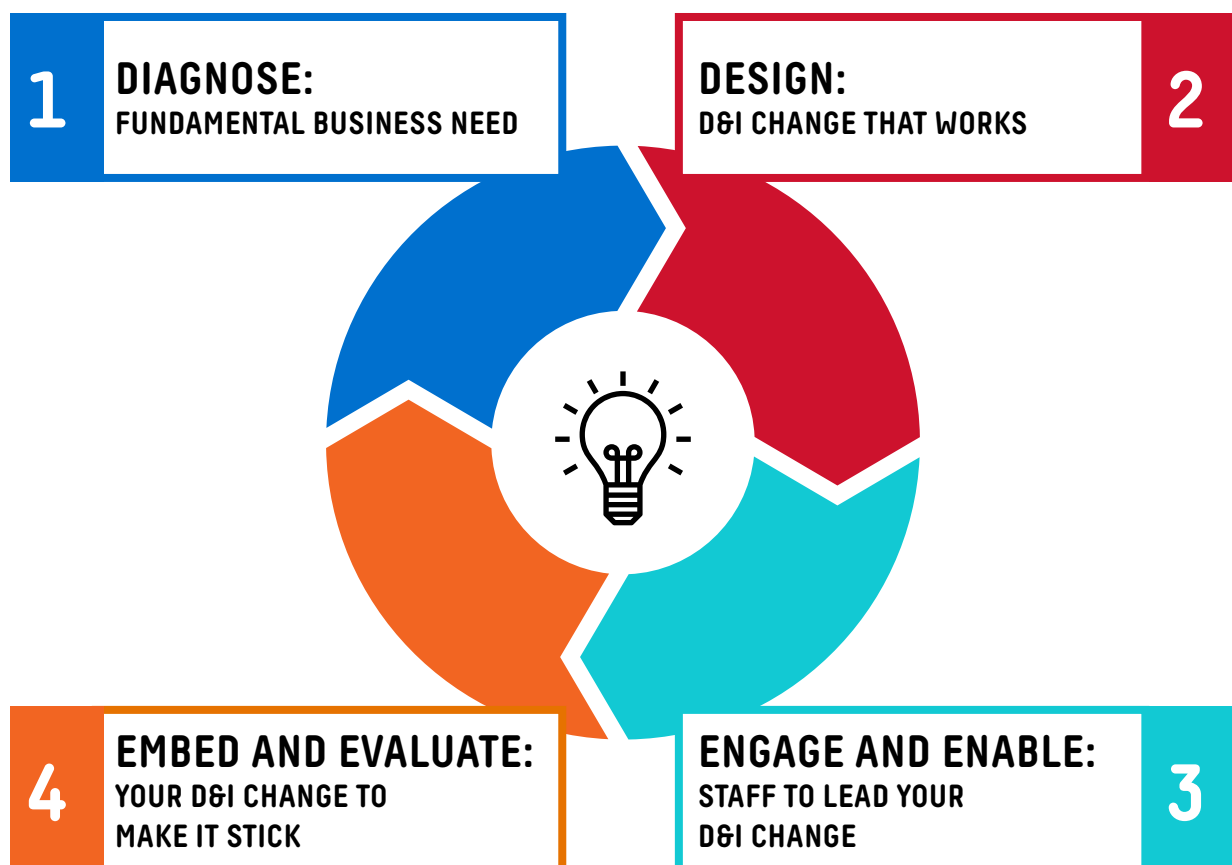 1
DIAGNOSE:
FUNDAMENTAL BUSINESS NEED
DESIGN:
D&I CHANGE THAT WORKS
2
ENGAGE AND ENABLE:
STAFF TO LEAD YOUR
D&I CHANGE
3
4
EMBED AND EVALUATE:
YOUR D&I CHANGE TO
MAKE IT STICK